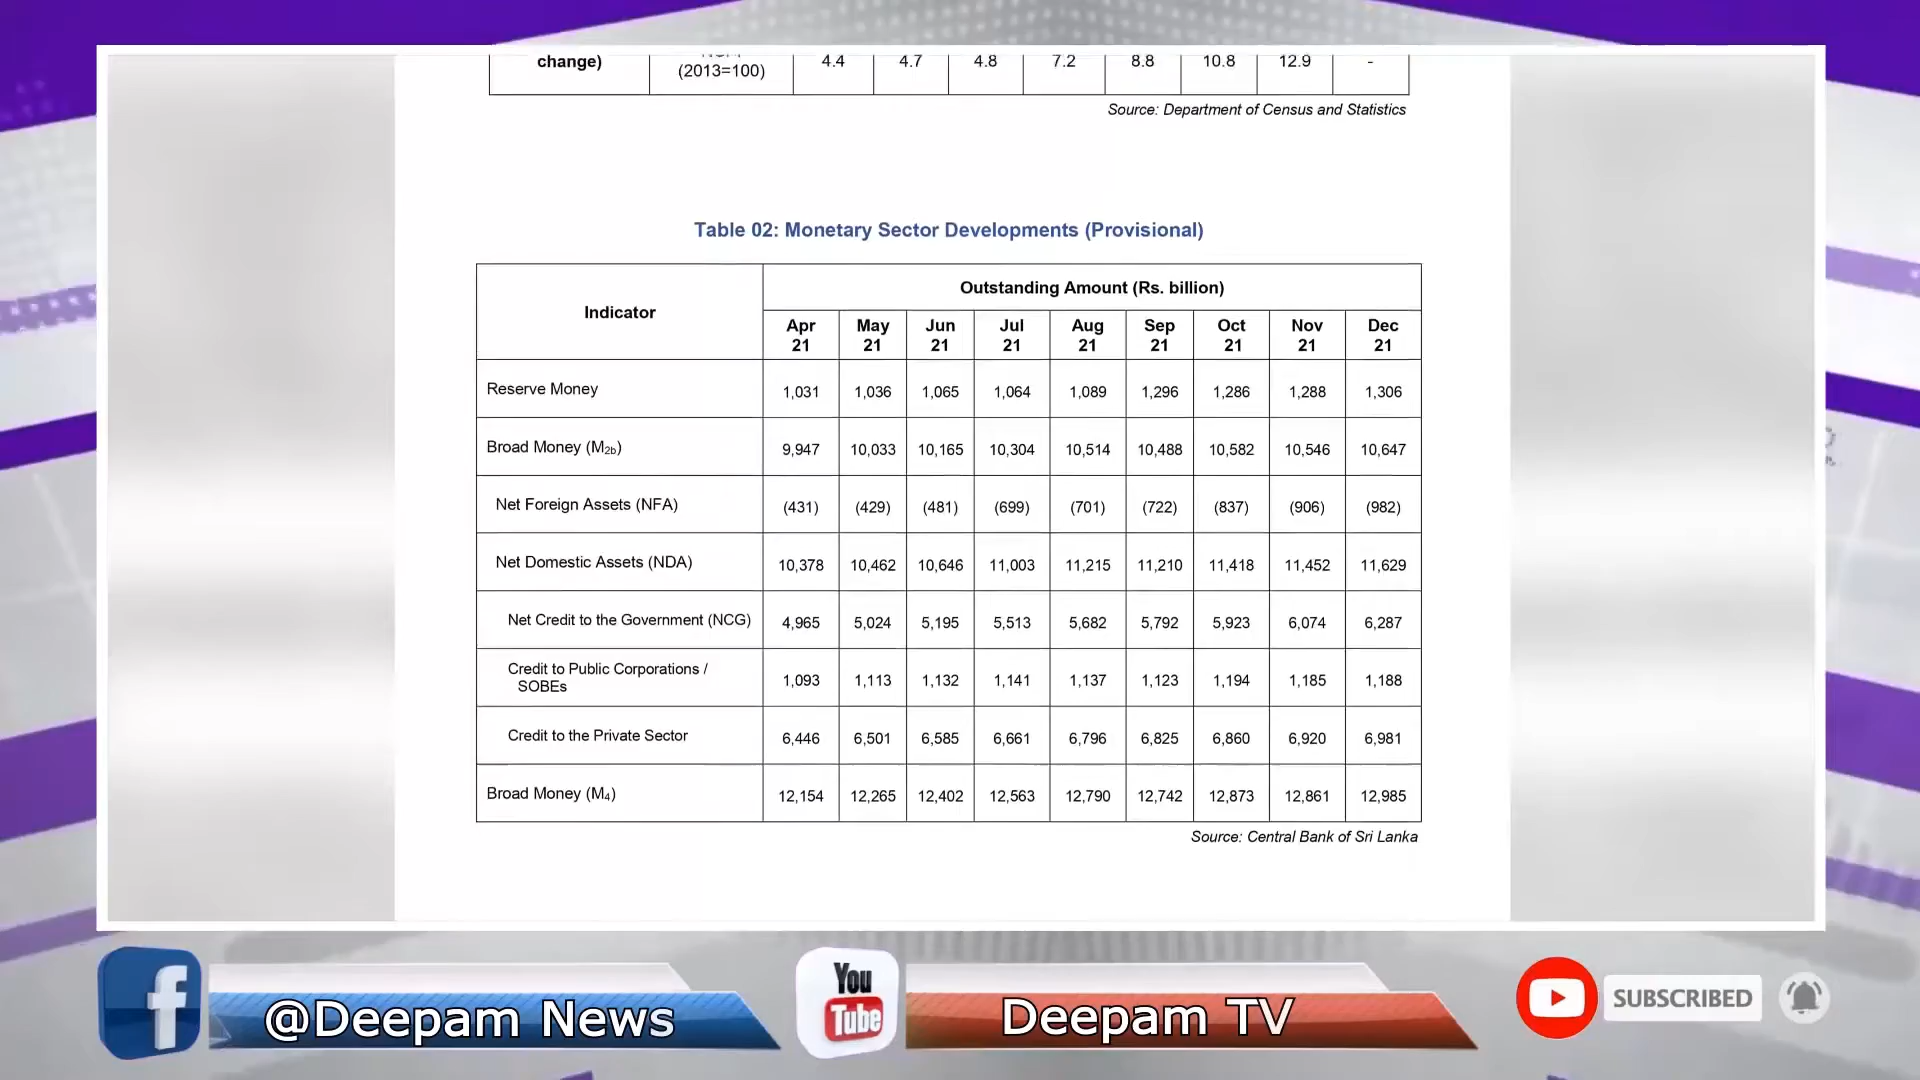 change) (2013=100) 4.4 4.7 4.8 7.2 8.8 10.8 12.9 -
Source: Department of Census and Statistics
Table 02: Monetary Sector Developments (Provisional)
Indicator
Outstanding Amount (Rs. billion)
Apr 21 May 21 Jun 21 Jul 21 Aug 21 Sep 21 Oct 21 Nov 21 Dec 21
Reserve Money 1,031 1,036 1,065 1,064 1,089 1,296 1,286 1,288 1,306
Broad Money (M2b) 9,947 10,033 10,165 10,304 10,514 10,488 10,582 10,546 10,647
Net Foreign Assets (NFA) (431) (429) (481) (699) (701) (722) (837) (906) (982)
Net Domestic Assets (NDA) 10,378 10,462 10,646 11,003 11,215 11,210 11,418 11,452 11,629
Net Credit to the Government (NCG) 4,965 5,024 5,195 5,513 5,682 5,792 5,923 6,074 6,287
Credit to Public Corporations / SOBEs 1,093 1,113 1,132 1,141 1,137 1,123 1,194 1,185 1,188
Credit to the Private Sector 6,446 6,501 6,585 6,661 6,796 6,825 6,860 6,920 6,981
Broad Money (M4) 12,154 12,265 12,402 12,563 12,790 12,742 12,873 12,861 12,985
Source: Central Bank of Sri Lanka
f @Deepam News
You Tube Deepam TV
SUBSCRIBED